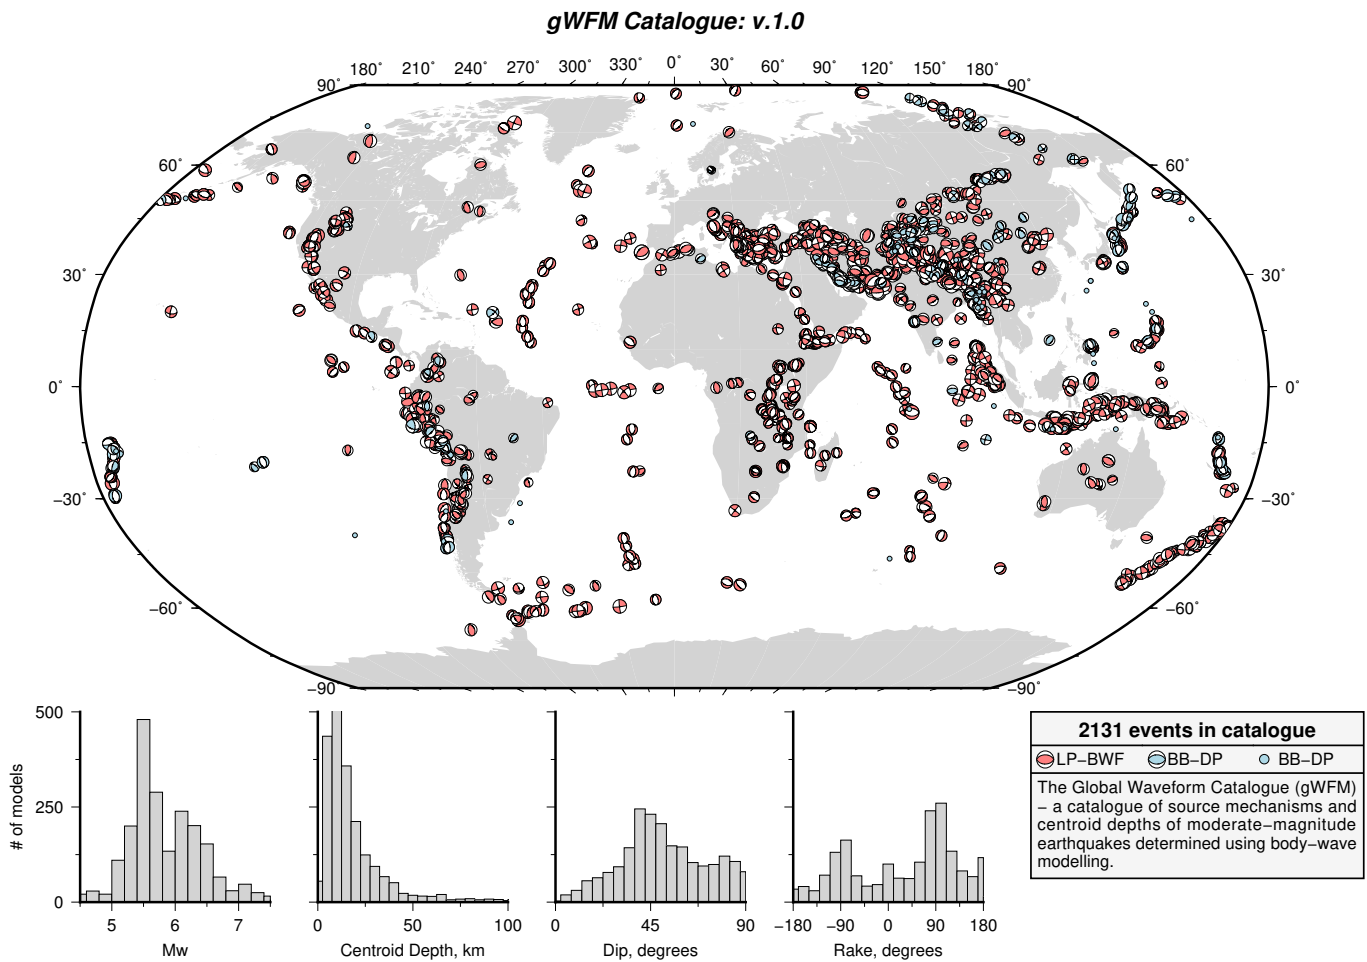 gWFM Catalogue: v.1.0
180° 210° 240° 270° 300° 330° 0° 30° 60° 90° 120° 150° 180°
90° 90°
60° 60°
30° 30°
0° 0°
−30° −30°
−60° −60°
−90° −90°
500
250
0
# of models
5 6 7
Mw
0 50 100
Centroid Depth, km
0 45 90
Dip, degrees
−180 −90 0 90 180
Rake, degrees
2131 events in catalogue
LP−BWF BB−DP BB−DP
The Global Waveform Catalogue (gWFM)
− a catalogue of source mechanisms and
centroid depths of moderate−magnitude
earthquakes determined using body−wave
modelling.